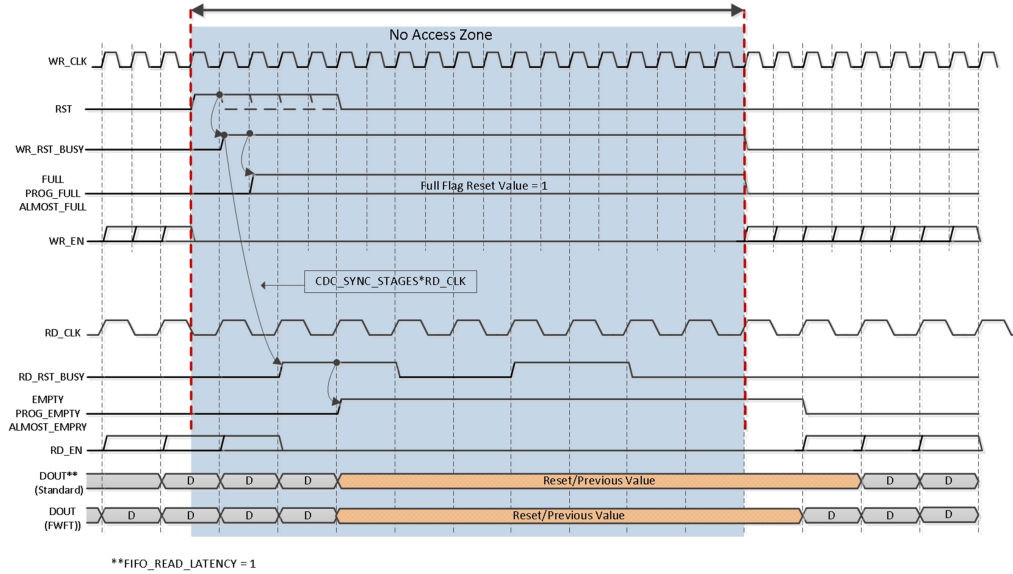 No Access Zone
WR_CLK
RST
WR_RST_BUSY
FULL
PROG_FULL
ALMOST_FULL
Full Flag Reset Value = 1
WR_EN
CDC_SYNC_STAGES*RD_CLK
RD_CLK
RD_RST_BUSY
EMPTY
PROG_EMPTY
ALMOST_EMPRY
RD_EN
DOUT**
(Standard)
D D D Reset/Previous Value D D
DOUT
(FWFT))
D D D D Reset/Previous Value D D D
**FIFO_READ_LATENCY = 1